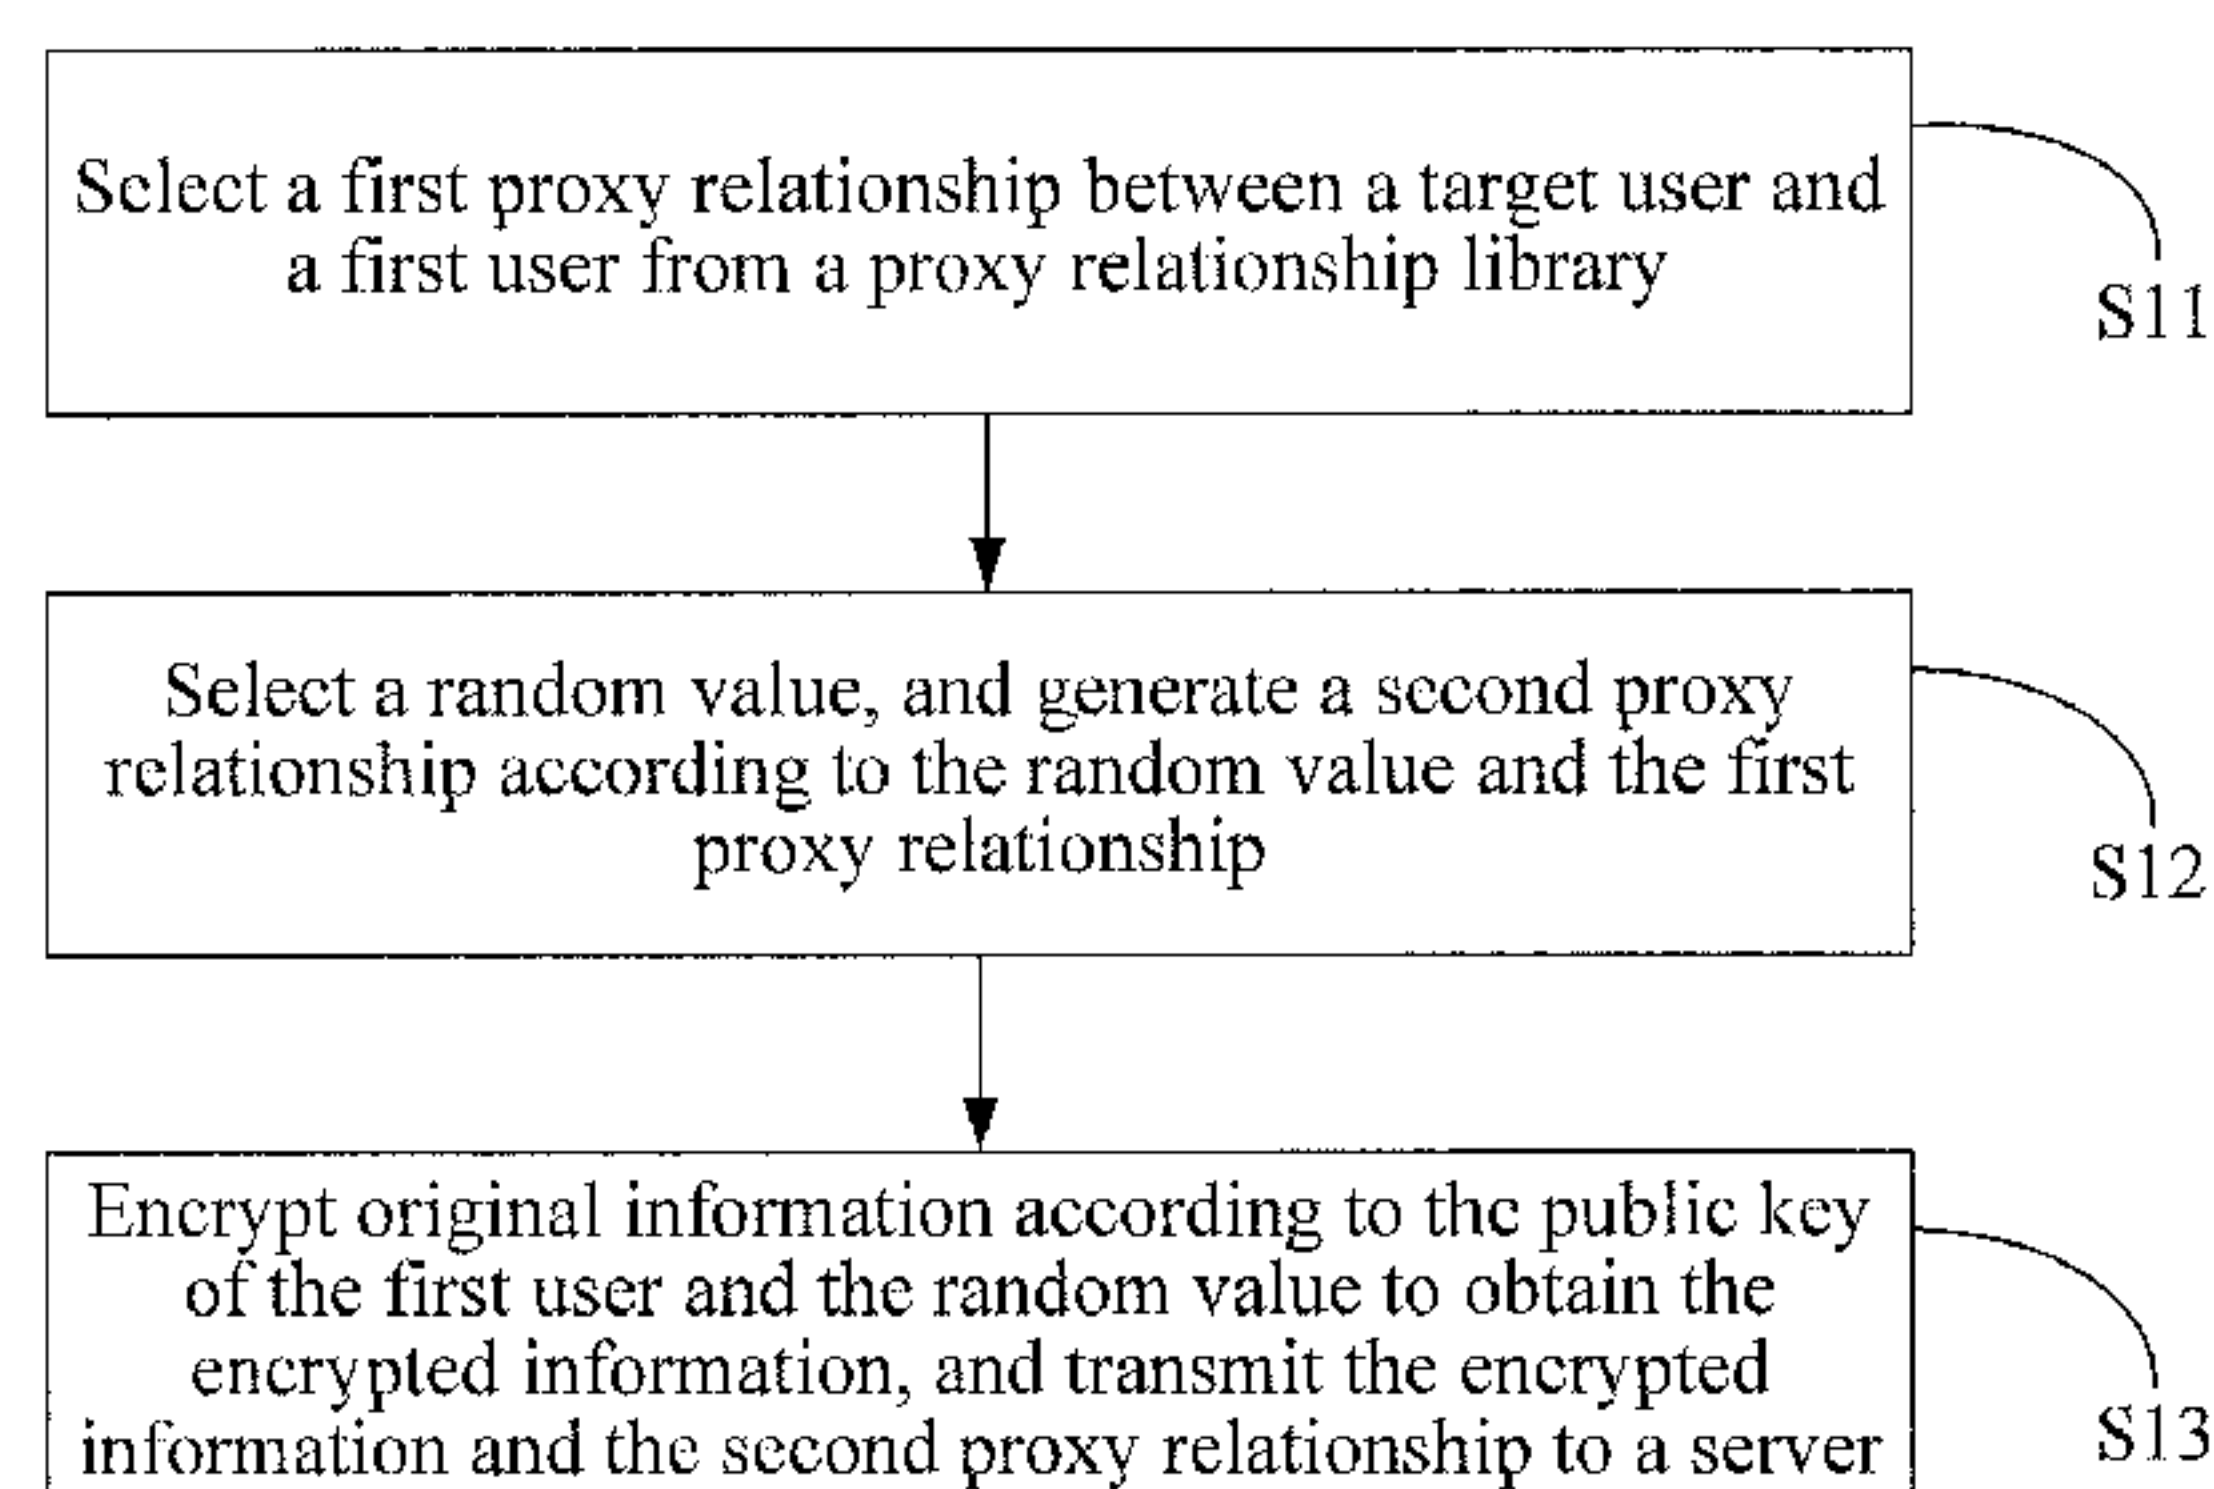 Select a first proxy relationship between a target user and
a first user from a proxy relationship library
S11
Select a random value, and generate a second proxy
relationship according to the random value and the first
proxy relationship
S12
Encrypt original information according to the public key
of the first user and the random value to obtain the
encrypted information, and transmit the encrypted
information and the second proxy relationship to a server
S13